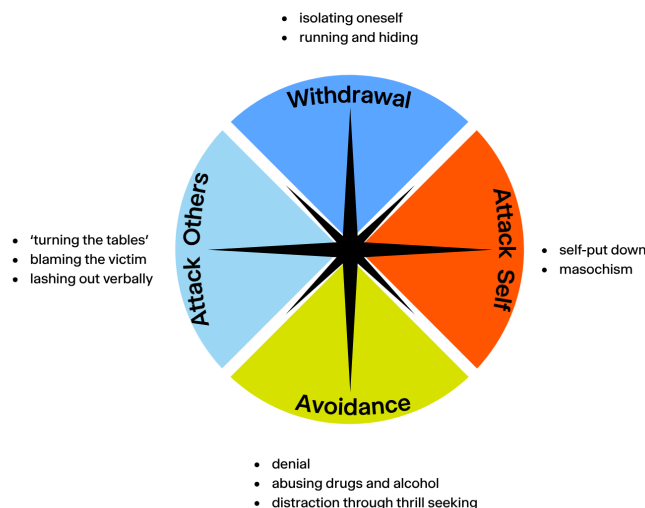 • isolating oneself
• running and hiding
Withdrawal
Attack Others
• ‘turning the tables’
• blaming the victim
• lashing out verbally
Attack Self
• self-put down
• masochism
Avoidance
• denial
• abusing drugs and alcohol
• distraction through thrill seeking